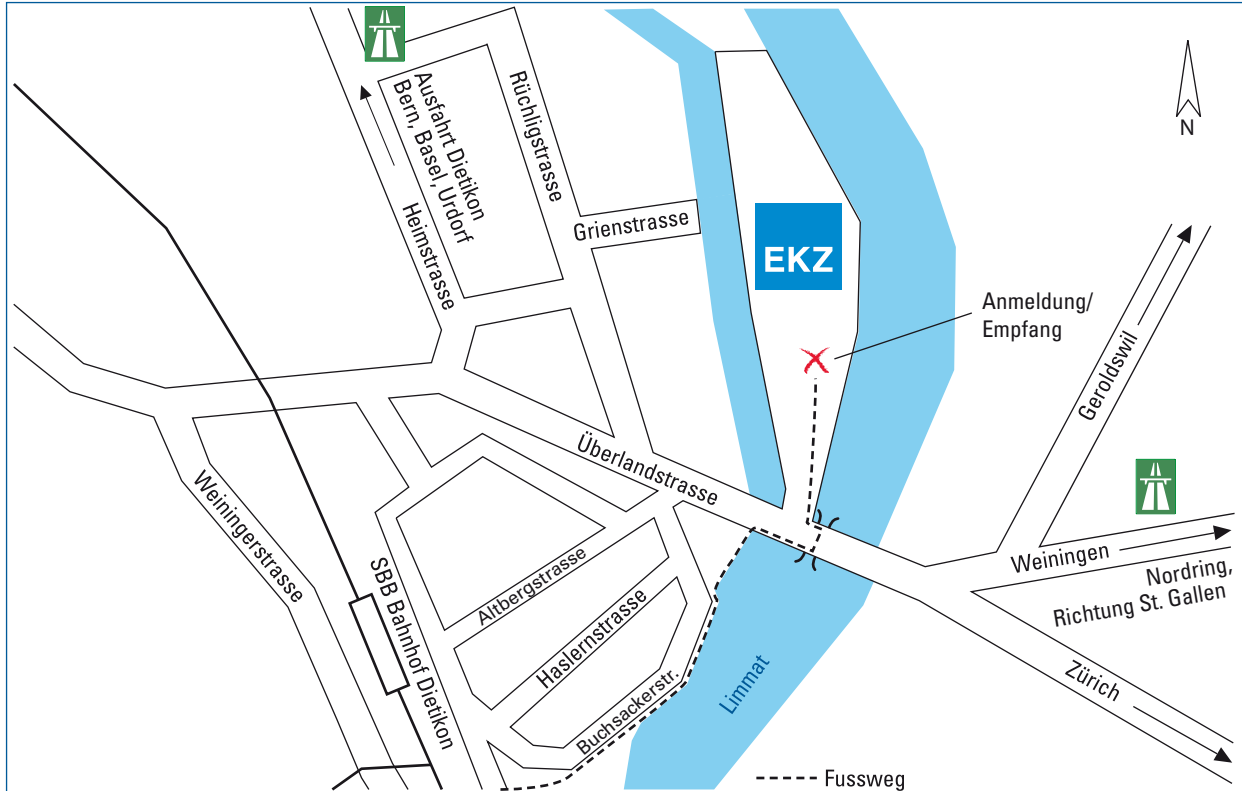 Ausfahrt Dietikon
Bern, Basel, Urdorf
Rüchligstrasse
Heimstrasse
Grienstrasse
N
EKZ
Anmeldung/
Empfang
Geroldswil
Überlandstrasse
Weiningerstrasse
SBB Bahnhof Dietikon
Altbergstrasse
Haslernstrasse
Buchsackerstr.
Limmat
Weiningen
Nordring,
Richtung St. Gallen
Zürich
Fussweg